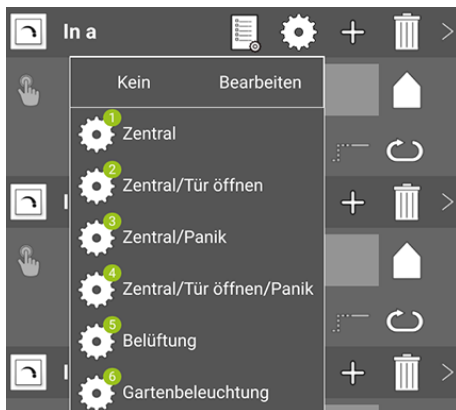 In a
Kein Bearbeiten
1 Zentral
2 Zentral/Tür öffnen
3 Zentral/Panik
4 Zentral/Tür öffnen/Panik
5 Belüftung
6 Gartenbeleuchtung